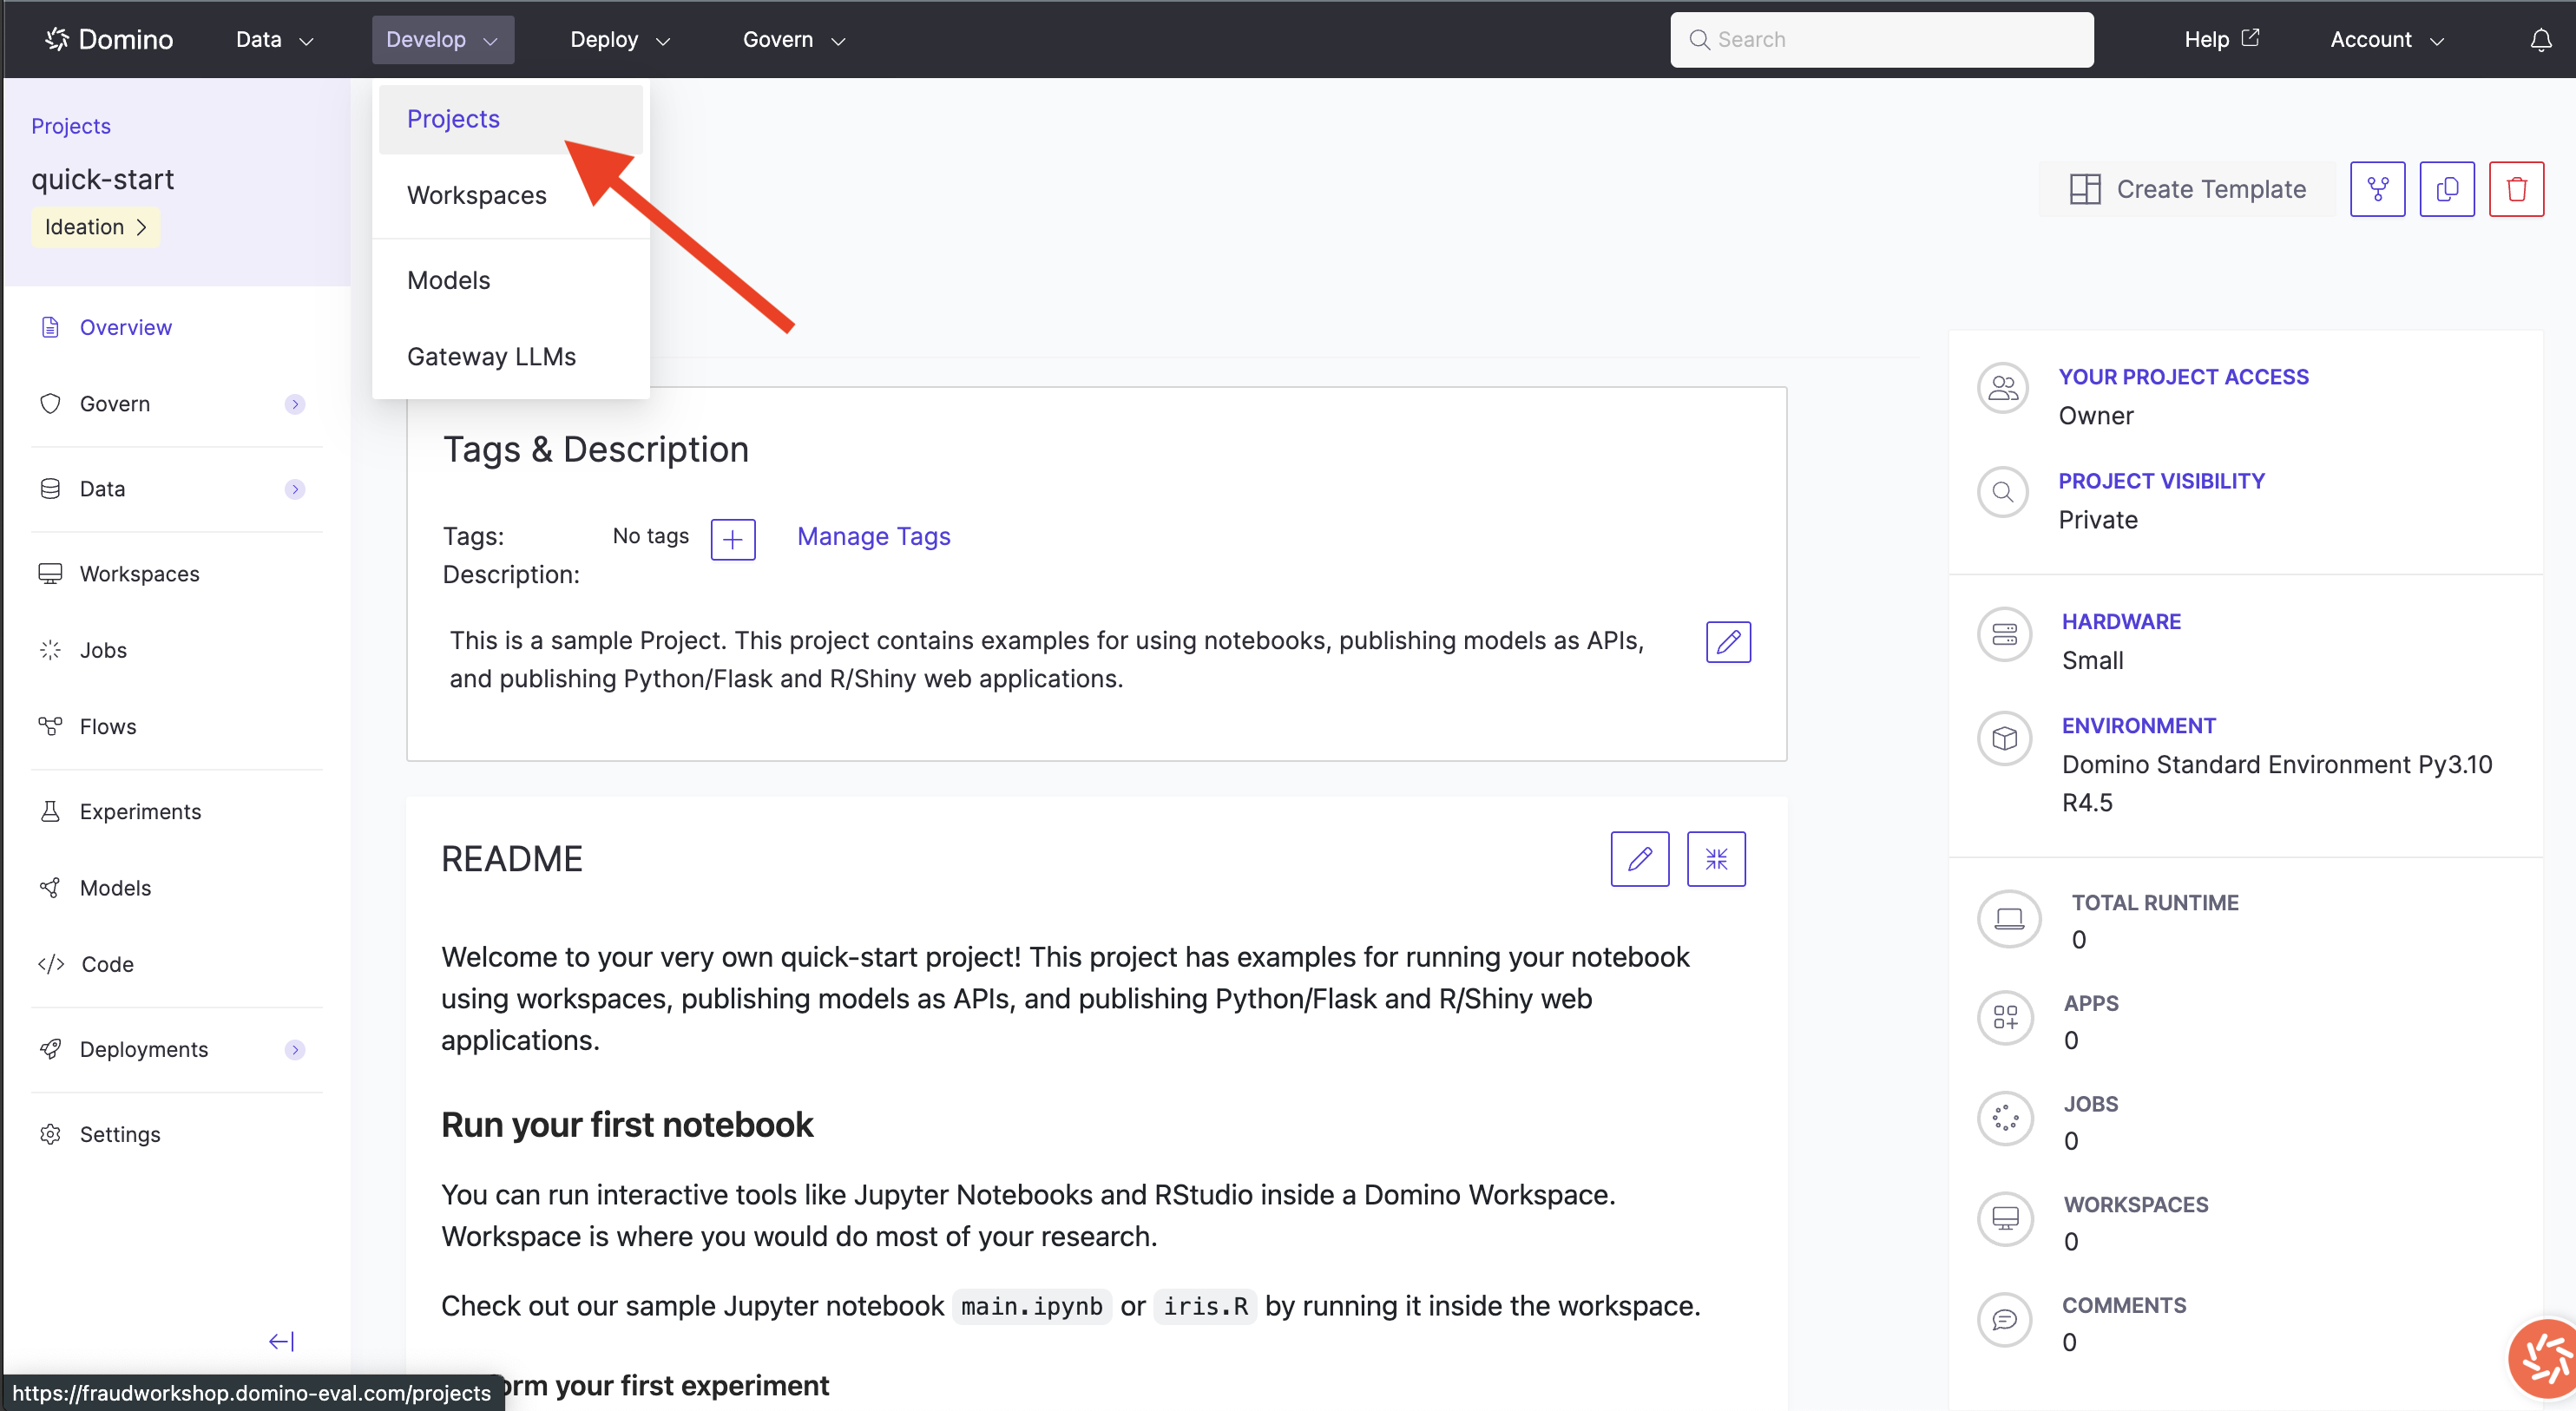 Domino
Data
Develop
Deploy
Govern
Search
Help
Account
Projects
quick-start
Ideation
Overview
Govern
Data
Workspaces
Jobs
Flows
Experiments
Models
Code
Deployments
Settings
Projects
Workspaces
Models
Gateway LLMs
Create Template
Tags & Description
Tags: No tags + Manage Tags
Description:
This is a sample Project. This project contains examples for using notebooks, publishing models as APIs,
and publishing Python/Flask and R/Shiny web applications.
README
Welcome to your very own quick-start project! This project has examples for running your notebook
using workspaces, publishing models as APIs, and publishing Python/Flask and R/Shiny web
applications.
Run your first notebook
You can run interactive tools like Jupyter Notebooks and RStudio inside a Domino Workspace.
Workspace is where you would do most of your research.
Check out our sample Jupyter notebook main.ipynb or iris.R by running it inside the workspace.
orm your first experiment
YOUR PROJECT ACCESS
Owner
PROJECT VISIBILITY
Private
HARDWARE
Small
ENVIRONMENT
Domino Standard Environment Py3.10
R4.5
TOTAL RUNTIME
0
APPS
0
JOBS
0
WORKSPACES
0
COMMENTS
0
https://fraudworkshop.domino-eval.com/projects